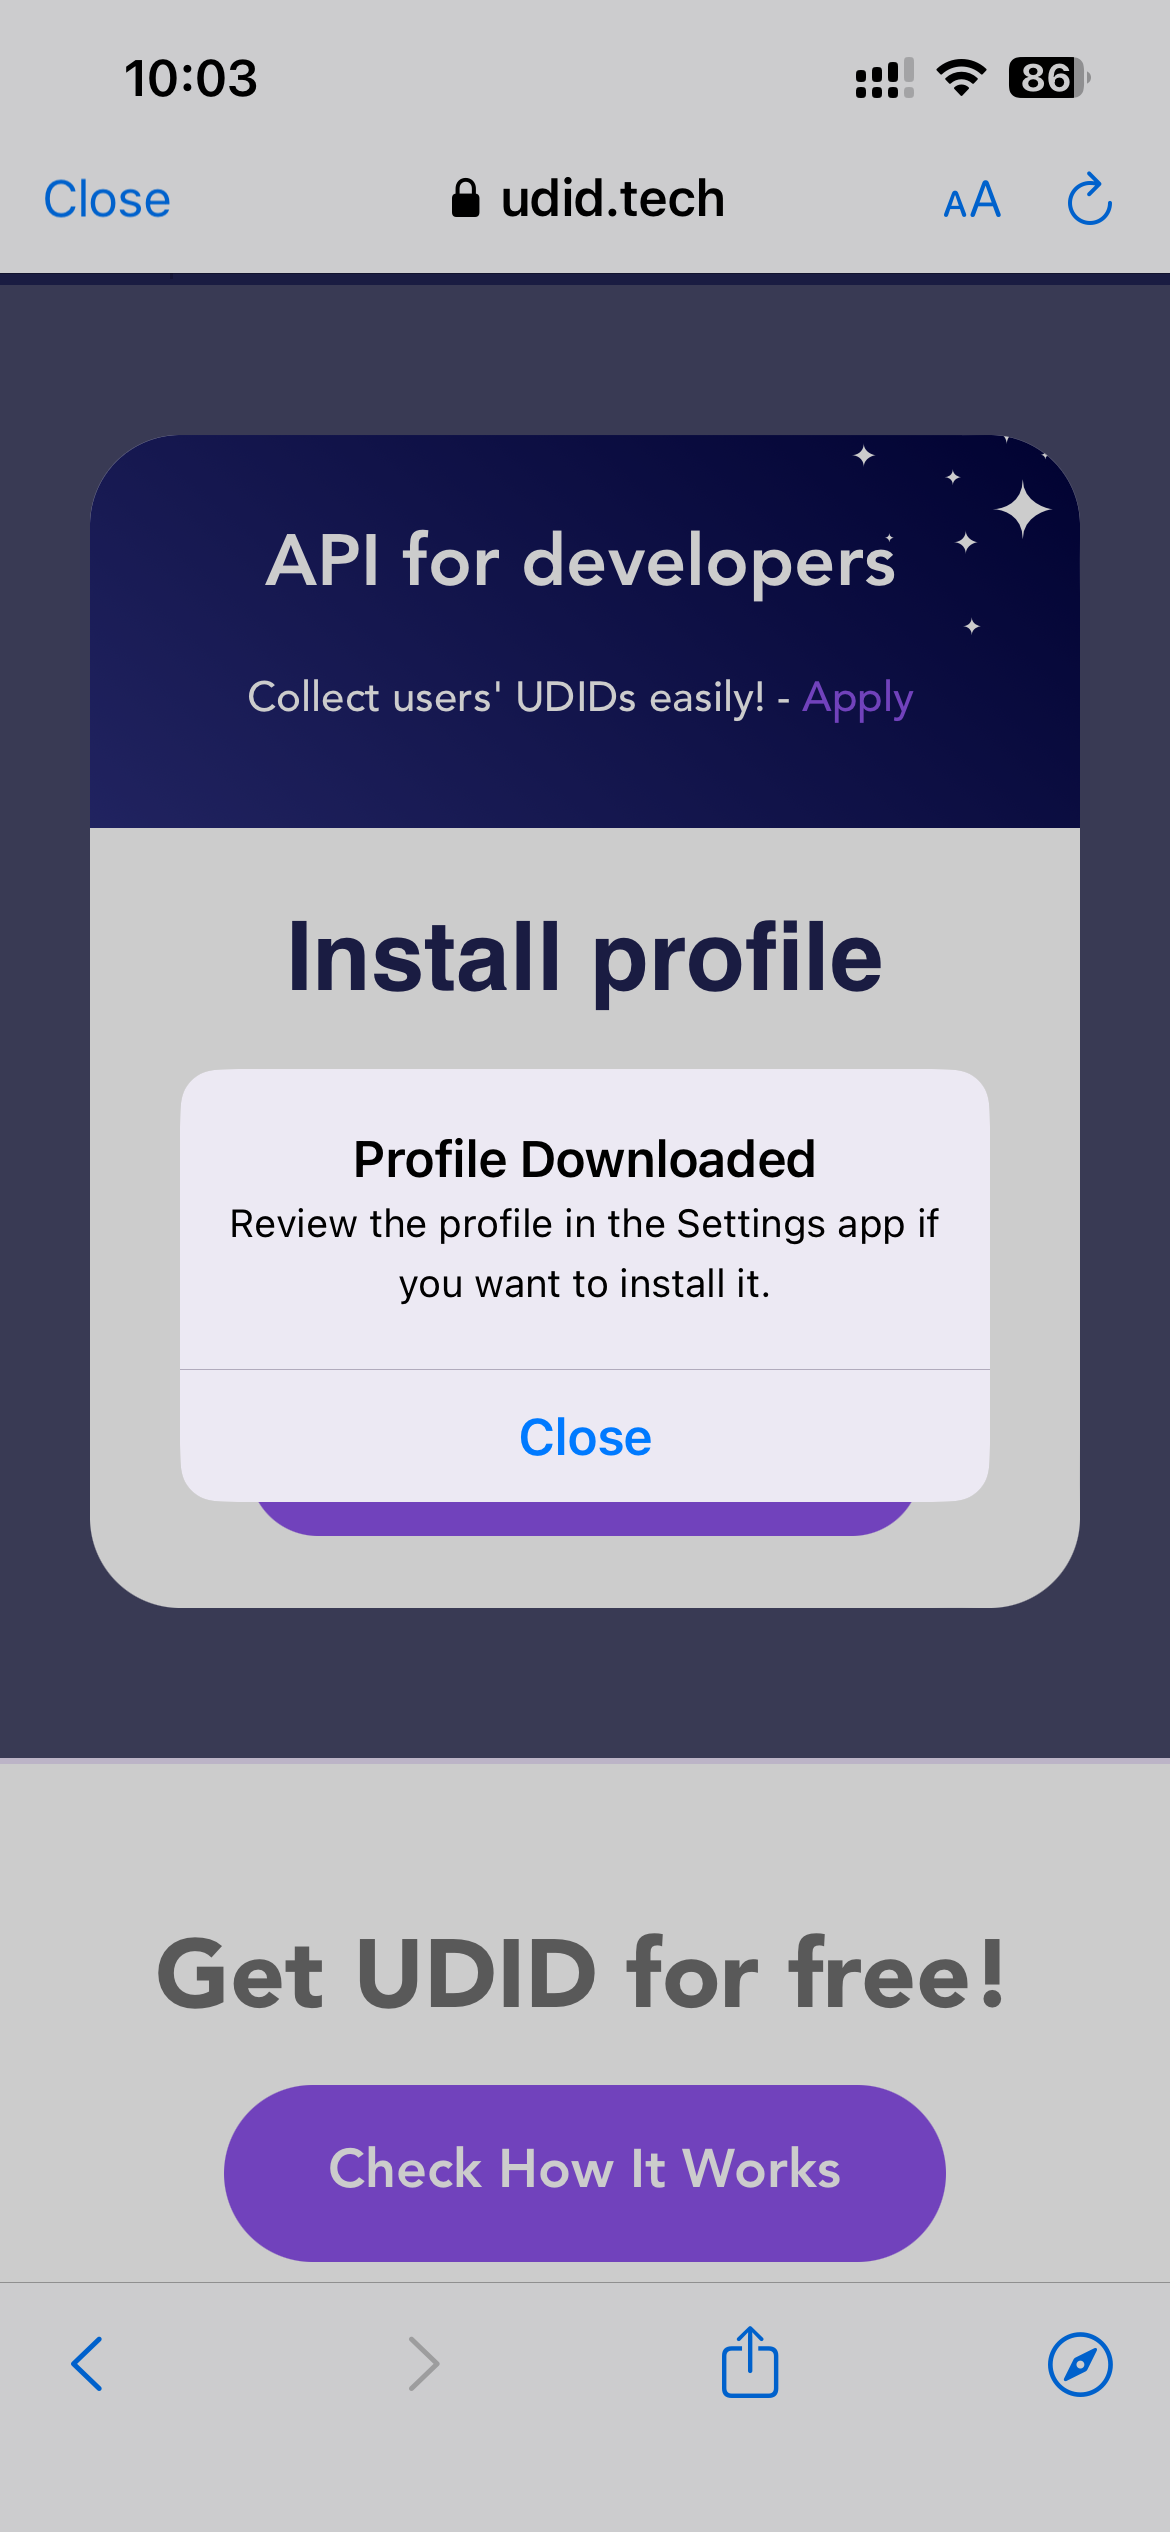 10:03
86
Close
udid.tech
AA
API for developers
Collect users' UDIDs easily! - Apply
Install profile
Profile Downloaded
Review the profile in the Settings app if
you want to install it.
Close
Get UDID for free!
Check How It Works